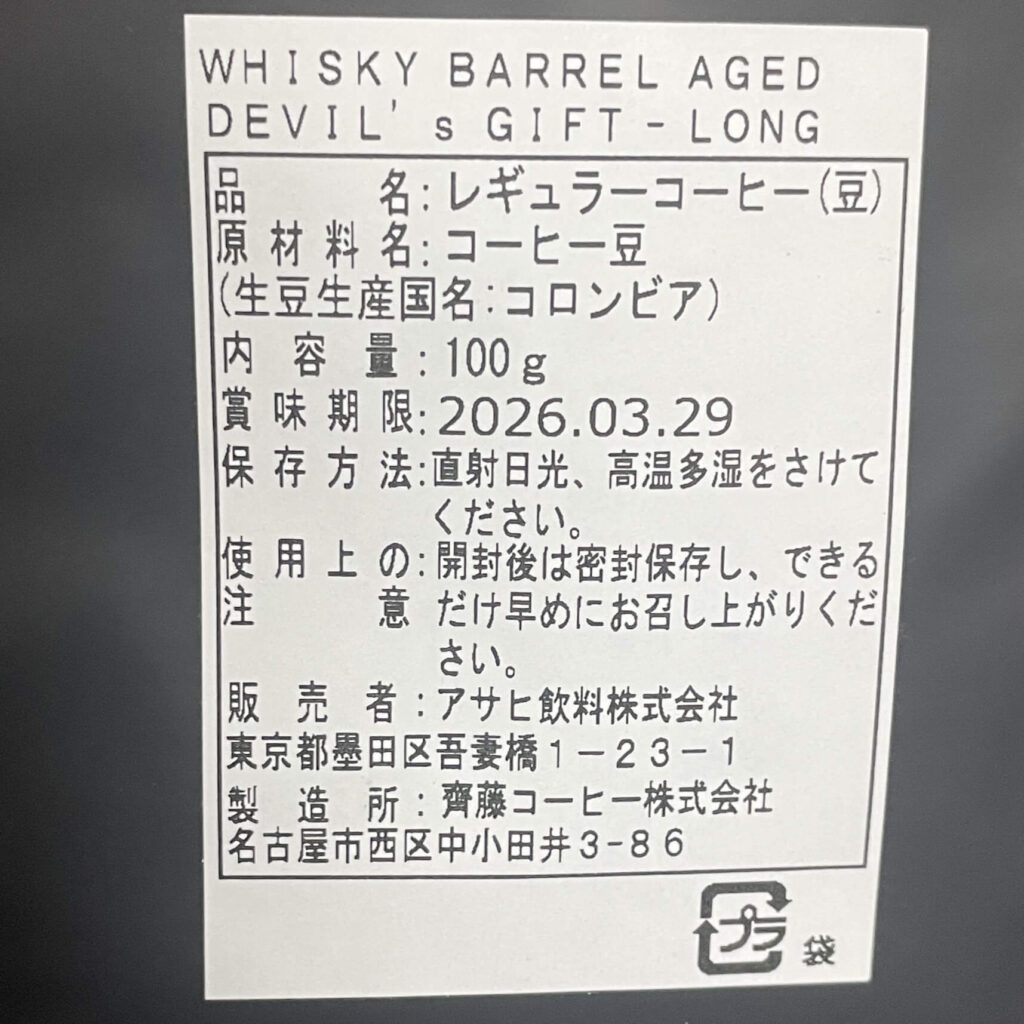 WHISKY BARREL AGED
DEVIL's GIFT-LONG
品名:レギュラーコーヒー(豆)
原材料名:コーヒー豆
(生豆生産国名:コロンビア)
内容量:100g
賞味期限:2026.03.29
保存方法:直射日光、高温多湿をさけて
ください。
使用上の:開封後は密封保存し、できる
注意 だけ早めにお召し上がりくだ
さい。
販売者:アサヒ飲料株式会社
東京都墨田区吾妻橋1-23-1
製造所:齊藤コーヒー株式会社
名古屋市西区中小田井3-86
プラ 袋